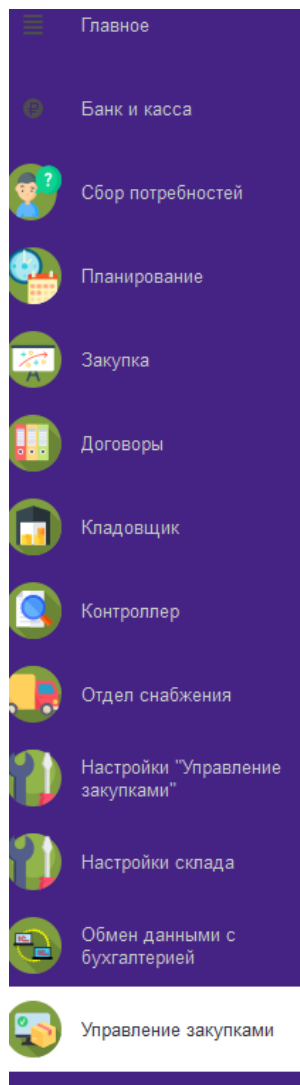 Главное
Банк и касса
Сбор потребностей
Планирование
Закупка
Договоры
Кладовщик
Контроллер
Отдел снабжения
Настройки "Управление
закупками"
Настройки склада
Обмен данными с
бухгалтерией
Управление закупками